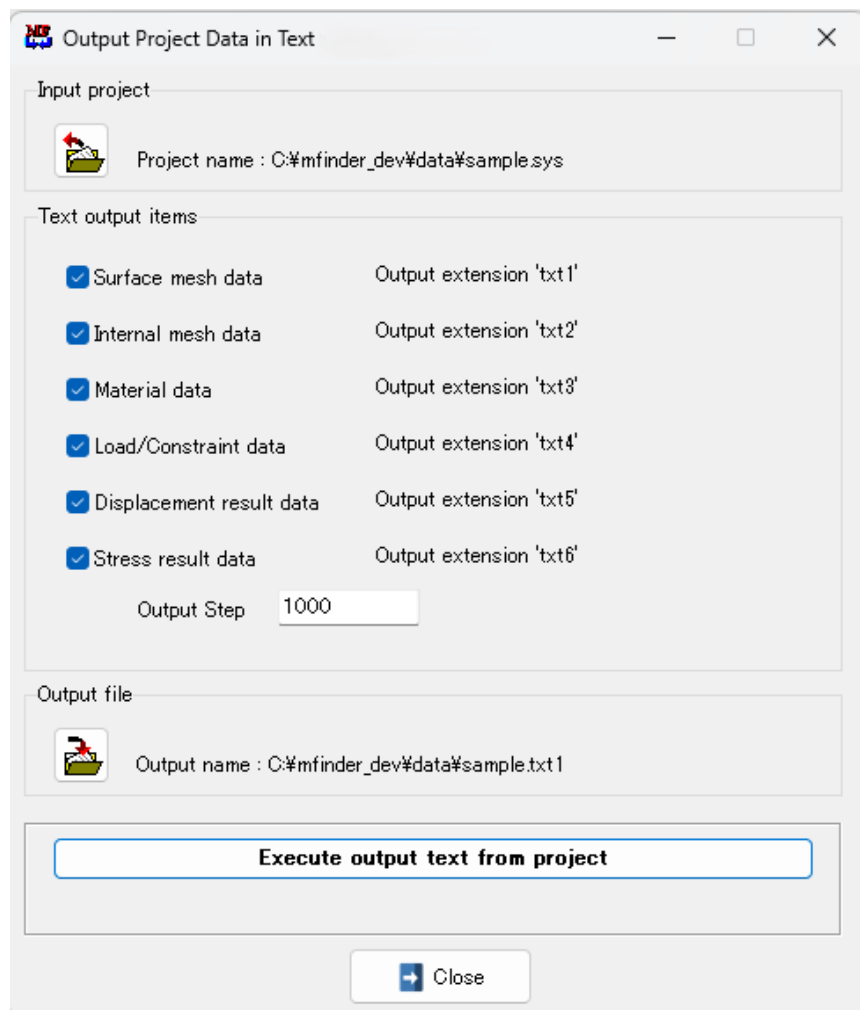 Output Project Data in Text
Input project
Project name : C:¥mfinder_dev¥data¥sample.sys
Text output items
Surface mesh data Output extension 'txt1'
Internal mesh data Output extension 'txt2'
Material data Output extension 'txt3'
Load/Constraint data Output extension 'txt4'
Displacement result data Output extension 'txt5'
Stress result data Output extension 'txt6'
Output Step 1000
Output file
Output name : C:¥mfinder_dev¥data¥sample.txt1
Execute output text from project
Close